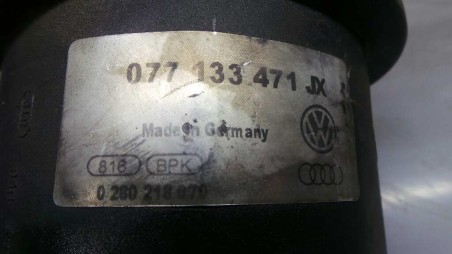 077 133 471 JX
Made in Germany
818 BPK
0 280 218 070